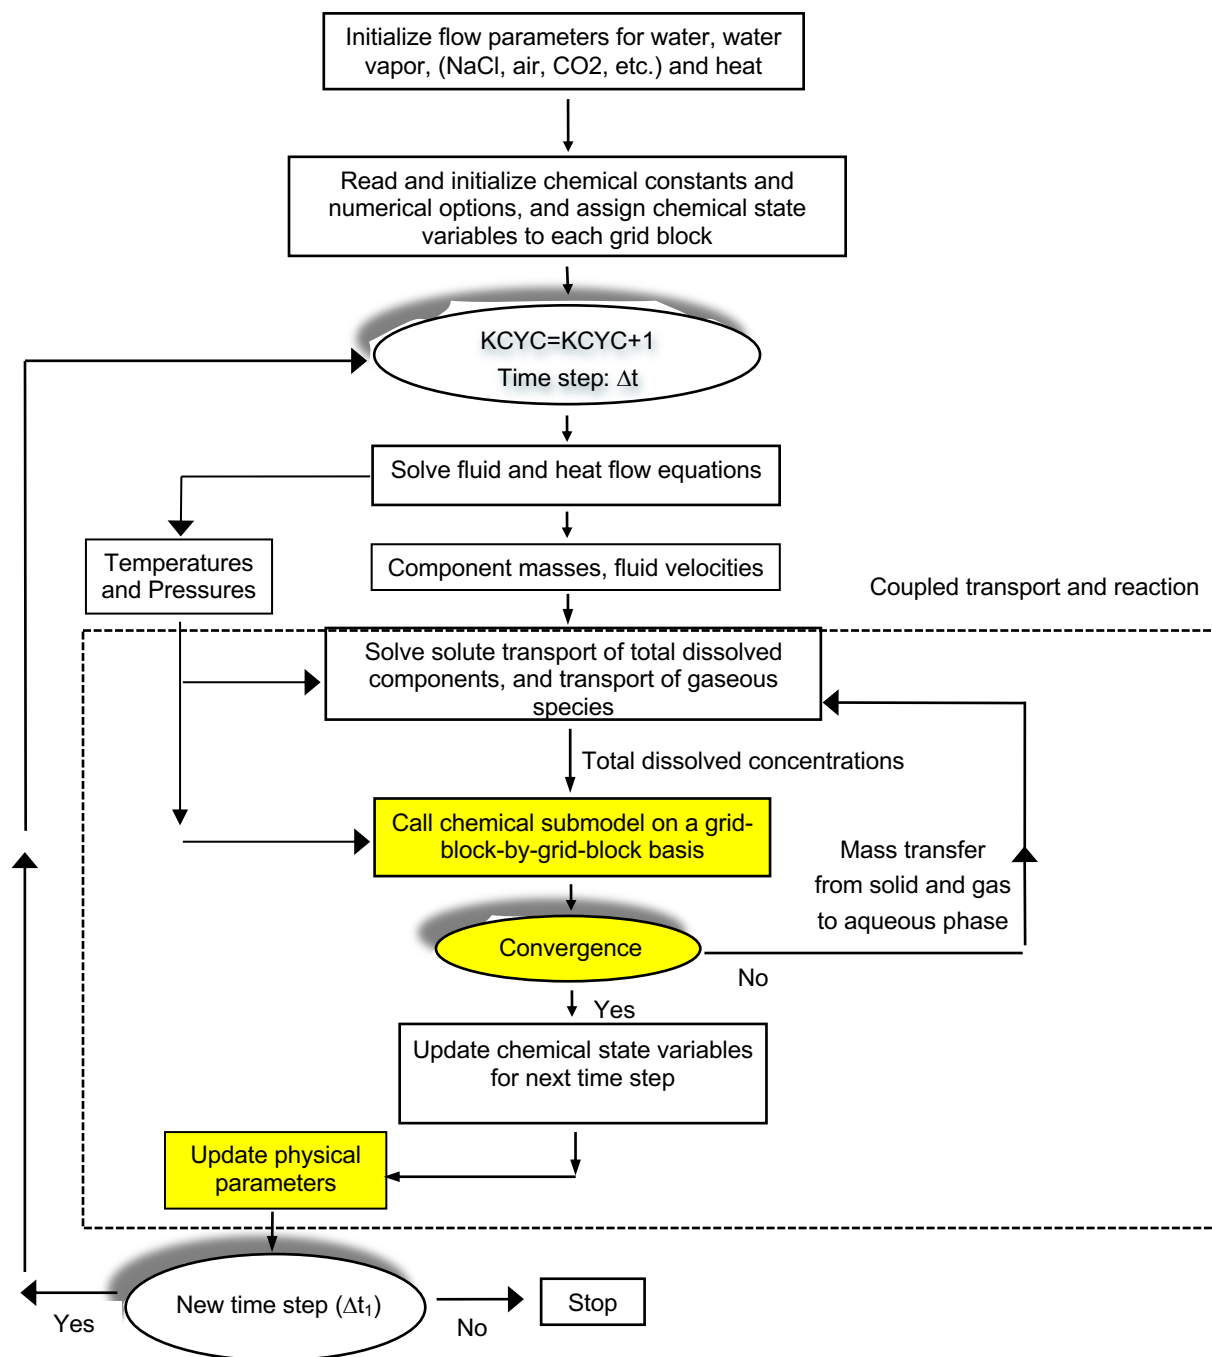 Initialize flow parameters for water, water
vapor, (NaCl, air, CO2, etc.) and heat
Read and initialize chemical constants and
numerical options, and assign chemical state
variables to each grid block
KCYC=KCYC+1
Time step: Δt
Solve fluid and heat flow equations
Temperatures
and Pressures
Component masses, fluid velocities
Coupled transport and reaction
Solve solute transport of total dissolved
components, and transport of gaseous
species
Total dissolved concentrations
Call chemical submodel on a grid-
block-by-grid-block basis
Mass transfer
from solid and gas
to aqueous phase
Convergence
No
Yes
Update chemical state variables
for next time step
Update physical
parameters
New time step (Δt₁)
Yes
No
Stop